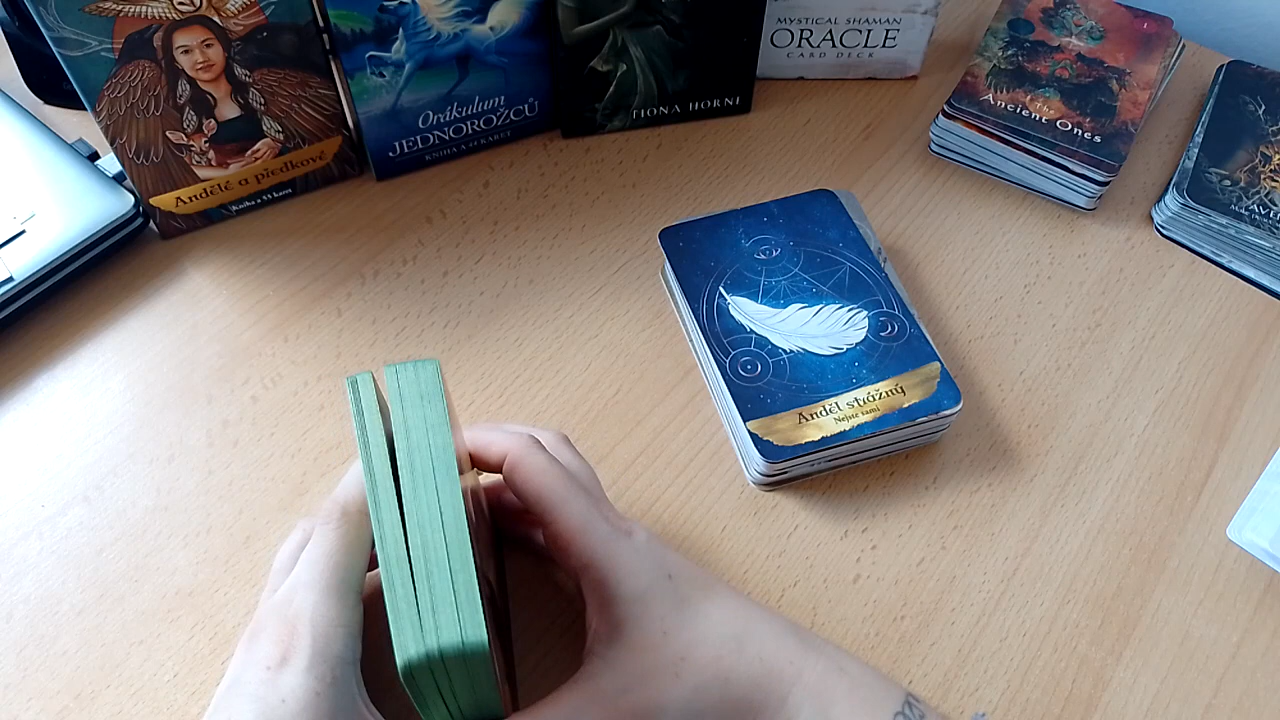 Andělé a předkové
Kniha a 55 karet
Orákulum
JEDNOROŽCŮ
KNIHA A 44 KARET
FIONA HORNE
MYSTICAL SHAMAN
ORACLE
CARD DECK
The
Ancient Ones
Anděl strážný
Nejste sami